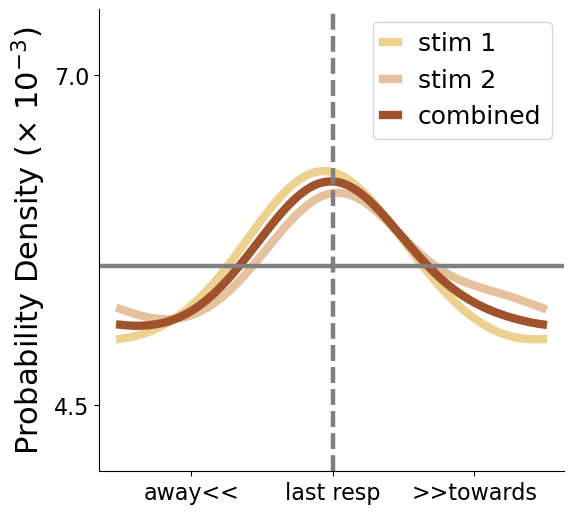 Probability Density (× 10⁻³)
7.0
4.5
stim 1
stim 2
combined
away<<
last resp
>>towards